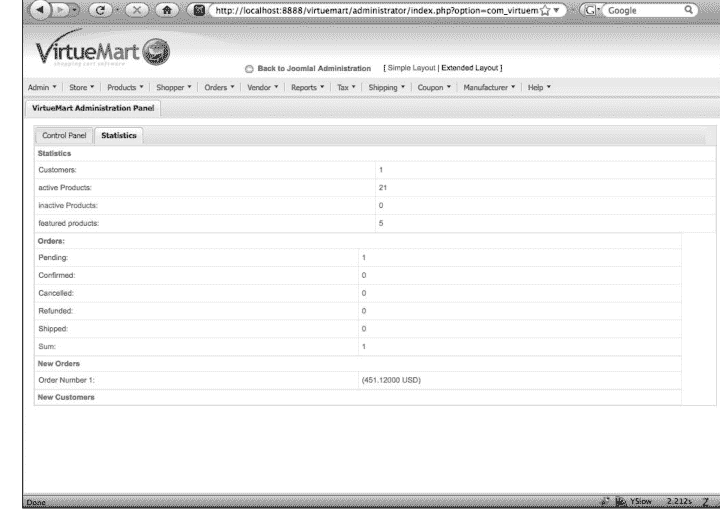 http://localhost:8888/virtuemart/administrator/index.php?option=com_virtuem
G Google
VirtueMart
shopping cart software
Back to Joomla! Administration [ Simple Layout | Extended Layout ]
Admin Store Products Shopper Orders Vendor Reports Tax Shipping Coupon Manufacturer Help
VirtueMart Administration Panel
Control Panel Statistics
Statistics
Customers: 1
active Products: 21
inactive Products: 0
featured products: 5
Orders:
Pending: 1
Confirmed: 0
Cancelled: 0
Refunded: 0
Shipped: 0
Sum: 1
New Orders
Order Number 1: (451.12000 USD)
New Customers
Done YSlow 2.212s